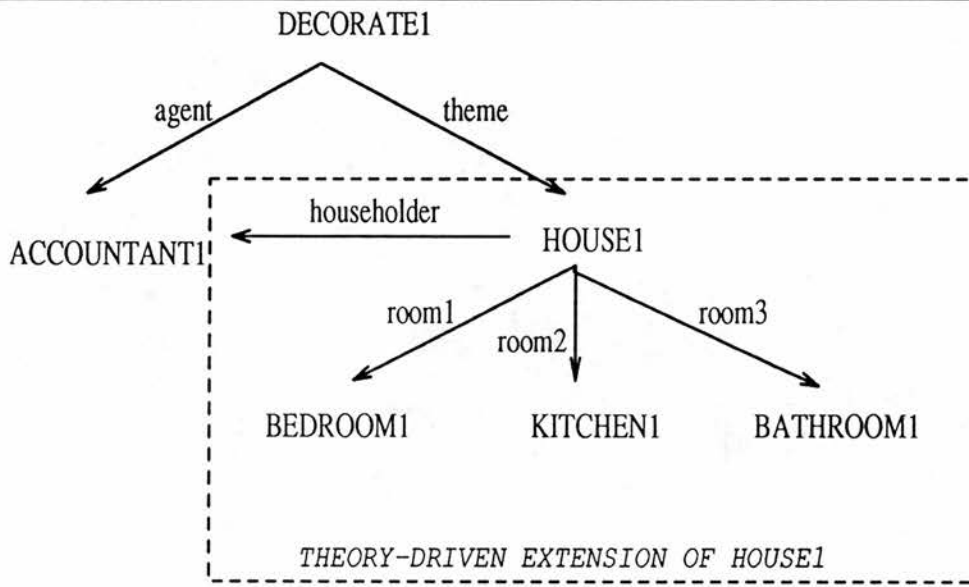 DECORATE1
agent theme
householder
ACCOUNTANT1 HOUSE1
room1 room2 room3
BEDROOM1 KITCHEN1 BATHROOM1
THEORY-DRIVEN EXTENSION OF HOUSE1